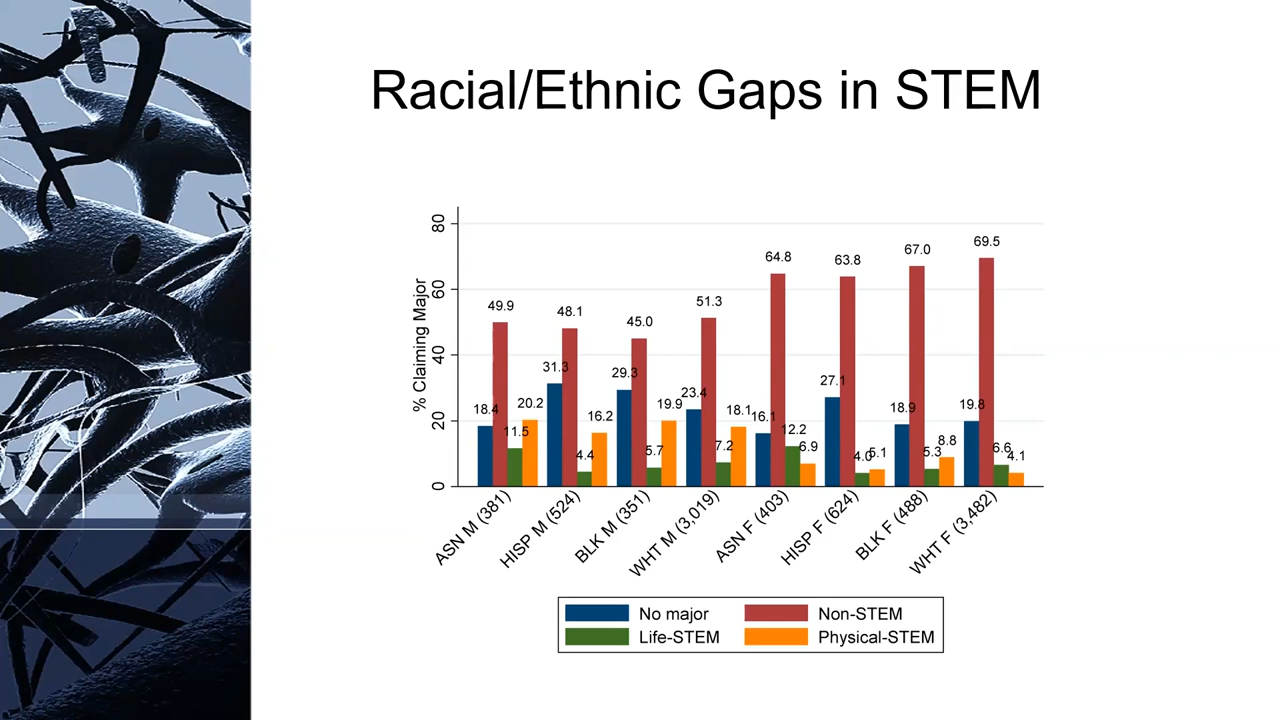 Racial/Ethnic Gaps in STEM
% Claiming Major
80
60
40
20
0
49.9
48.1
45.0
51.3
64.8
63.8
67.0
69.5
18.4
11.5
20.2
31.3
4.4
16.2
29.3
5.7
19.9
23.4
7.2
18.1
16.1
12.2
6.9
27.1
4.0
5.1
18.9
5.3
8.8
19.8
6.6
4.1
ASN M (381)
HISP M (524)
BLK M (351)
WHT M (3,019)
ASN F (403)
HISP F (624)
BLK F (488)
WHT F (3,482)
No major
Non-STEM
Life-STEM
Physical-STEM